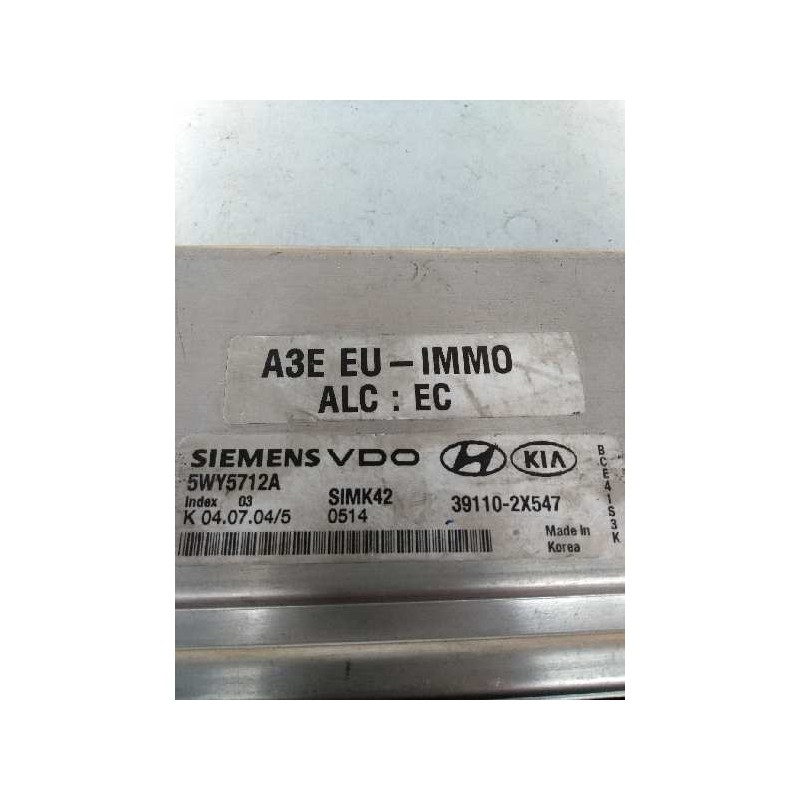 A3E EU – IMMO
ALC : EC
SIEMENS VDO KIA
5WY5712A
Index 03 SIMK42 39110-2X547
K 04.07.04/5 0514
Made In
Korea
BCE41S3K